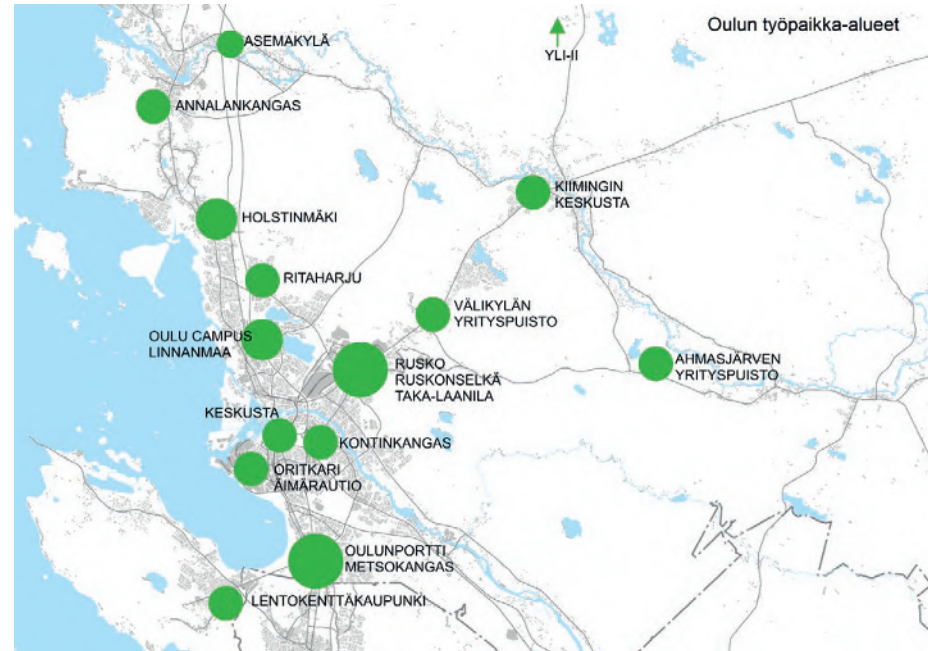 Oulun työpaikka-alueet
ASEMAKYLÄ
YLI-II
ANNALANKANGAS
KIIMINGIN
KESKUSTA
HOLSTINMÄKI
RITAHARJU
VÄLIKYLÄN
YRITYSPUISTO
OULU CAMPUS
LINNANMAA
RUSKO
RUSKONSELKÄ
TAKA-LAANILA
AHMASJÄRVEN
YRITYSPUISTO
KESKUSTA
KONTINKANGAS
ORITKARI
ÄIMÄRAUTIO
OULUNPORTTI
METSOKANGAS
LENTOKENTTÄKAUPUNKI